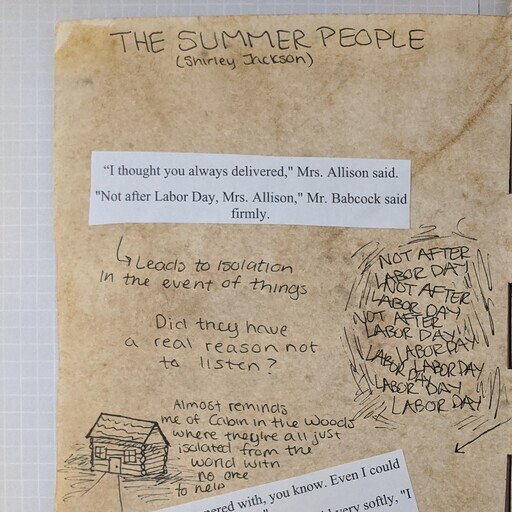 THE SUMMER PEOPLE
(Shirley Jackson)
“I thought you always delivered," Mrs. Allison said.
"Not after Labor Day, Mrs. Allison," Mr. Babcock said
firmly.
Leads to isolation
in the event of things
Did they have
a real reason not
to listen?
NOT AFTER
LABOR DAY
NOT AFTER
LABOR DAY
NOT AFTER
LABOR DAY
LABOR DAY
LABOR DAY
LABOR DAY
LABOR DAY
LABOR DAY
Almost reminds
me of Cabin in the Woods
where they're all just
isolated from the
world with
no one
to help
with, you know. Even I could
very softly, "I